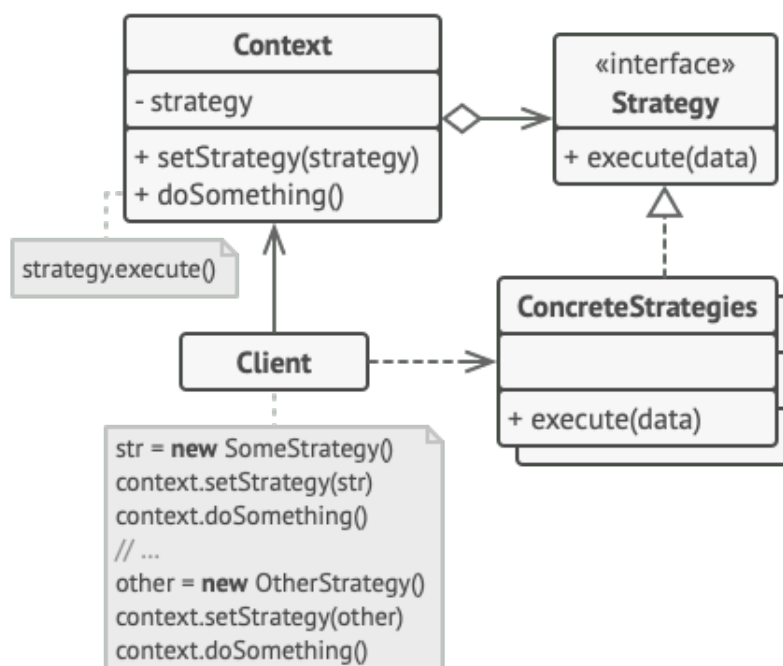 Context
- strategy
+ setStrategy(strategy)
+ doSomething()
«interface»
Strategy
+ execute(data)
strategy.execute()
Client
ConcreteStrategies
+ execute(data)
str = new SomeStrategy()
context.setStrategy(str)
context.doSomething()
// ...
other = new OtherStrategy()
context.setStrategy(other)
context.doSomething()